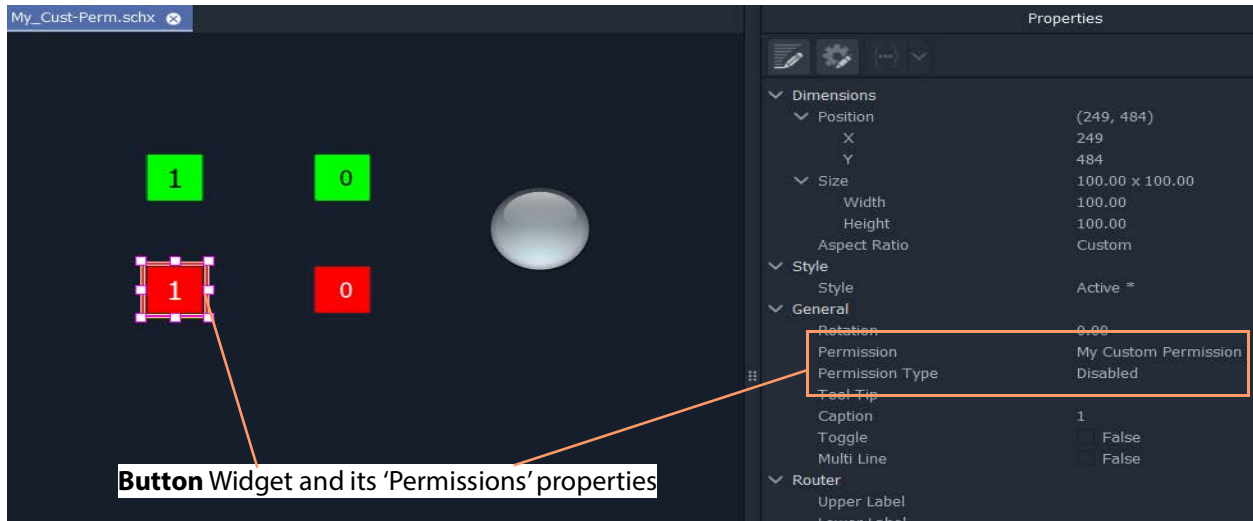 My_Cust-Perm.schx
Properties
Dimensions
Position (249, 484)
X 249
Y 484
Size 100.00 x 100.00
Width 100.00
Height 100.00
Aspect Ratio Custom
Style
Style Active *
General
Rotation 0.00
Permission My Custom Permission
Permission Type Disabled
Tool Tip
Caption 1
Toggle False
Multi Line False
Router
Upper Label
Lower Label
1 0
1 0
Button Widget and its ‘Permissions’ properties